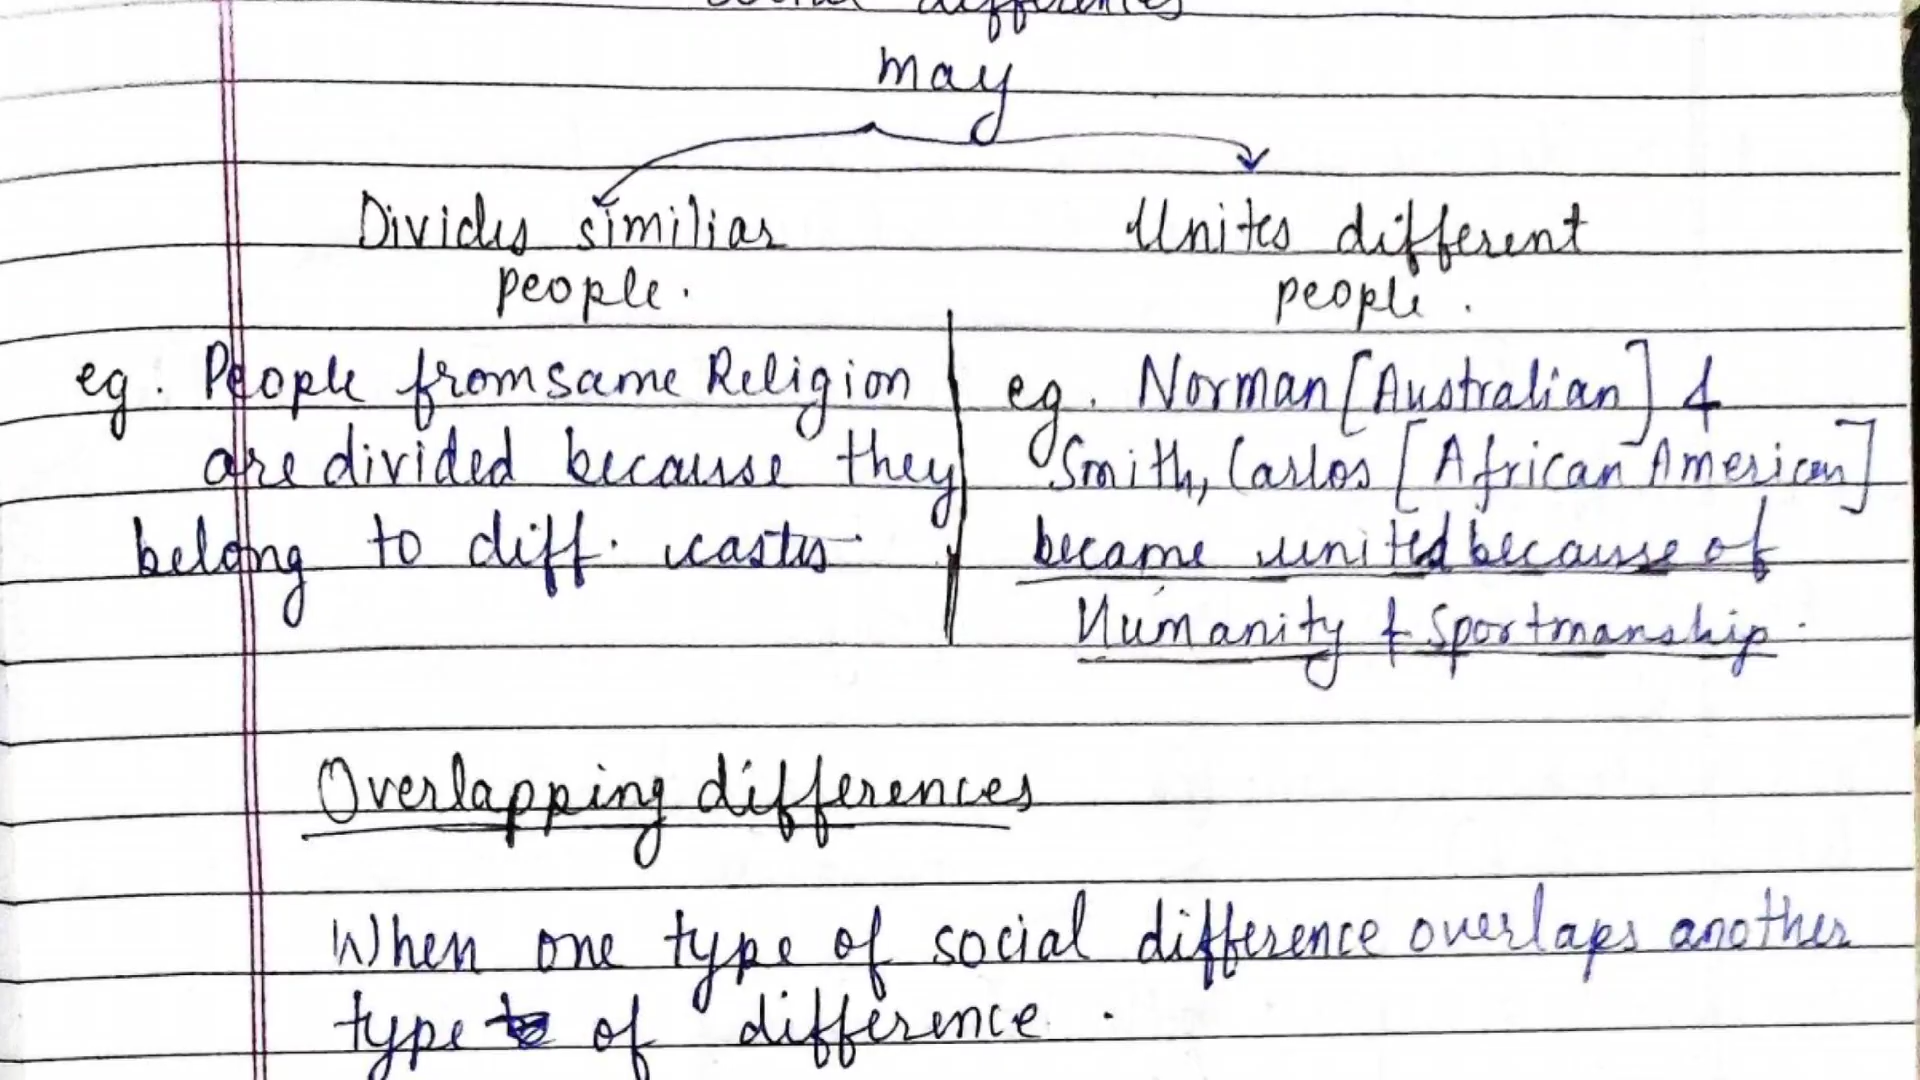 social differences
may
Divides similiar
people.
Unites different
people.
eg. People from same Religion
are divided because they
belong to diff. castes.
eg. Norman [Australian] &
Smith, Carlos [African American]
became united because of
Humanity & Sportmanship.
Overlapping differences
When one type of social difference overlaps another
type of difference.